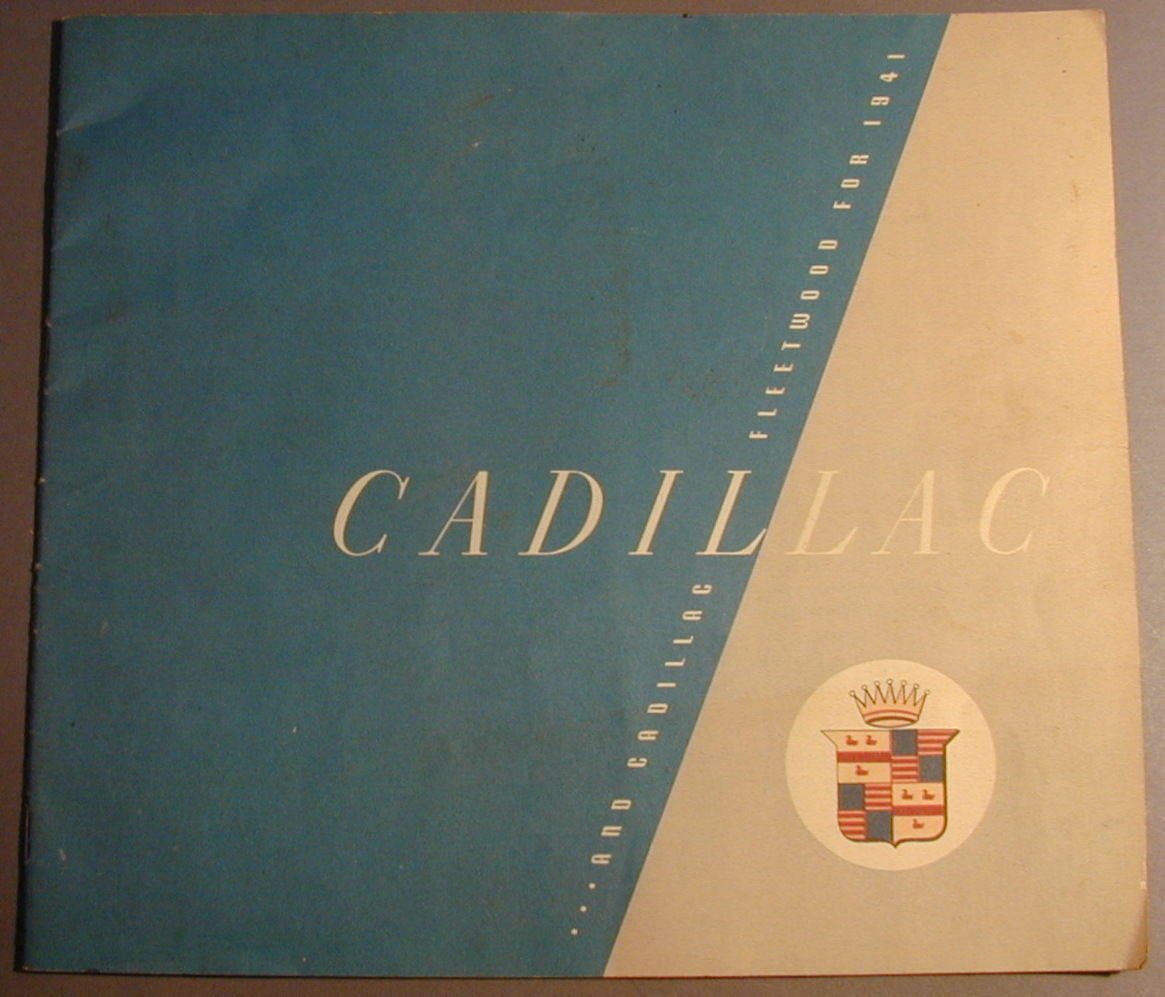 CADILLAC
...AND CADILLAC FLEETWOOD FOR 1941